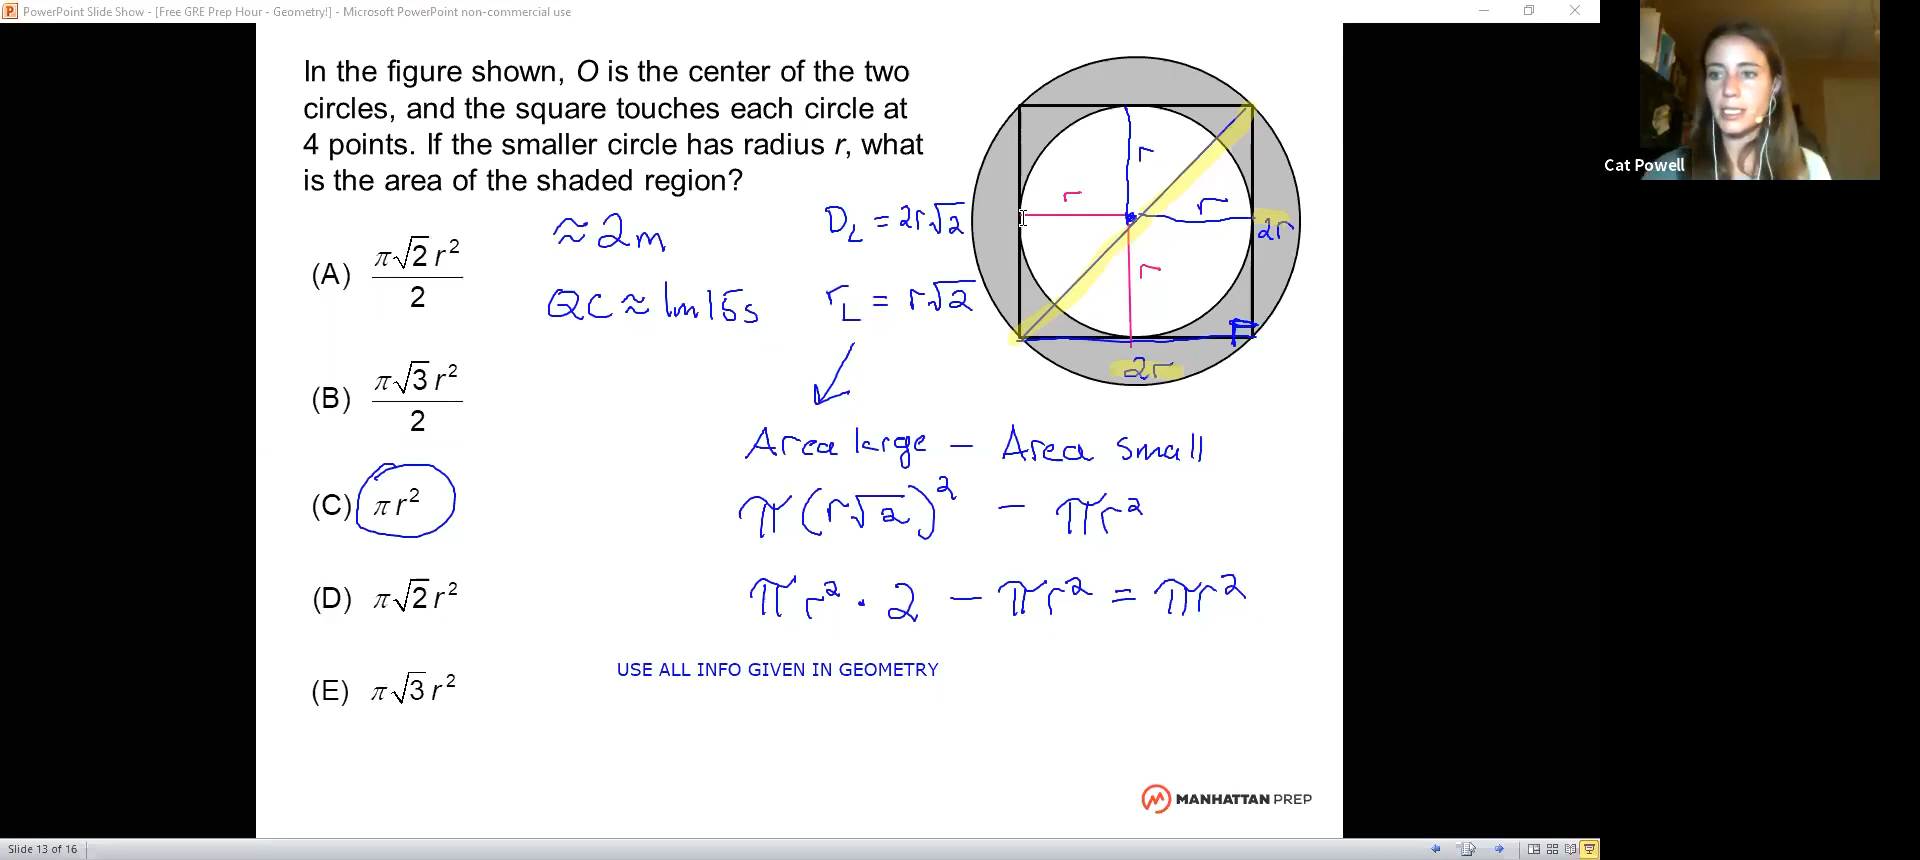 PowerPoint Slide Show - [Free GRE Prep Hour - Geometry!] - Microsoft PowerPoint non-commercial use
In the figure shown, O is the center of the two
circles, and the square touches each circle at
4 points. If the smaller circle has radius r, what
is the area of the shaded region?
(A) π√2 r²/2
(B) π√3 r²/2
(C) π r²
(D) π√2 r²
(E) π√3 r²
≈ 2m
QC ≈ 1m15s
D_L = 2r√2
r_L = r√2
r
r
r
r
2r
2r
Area large - Area small
π(r√2)² - πr²
πr² · 2 - πr² = πr²
USE ALL INFO GIVEN IN GEOMETRY
MANHATTAN PREP
Cat Powell
Slide 13 of 16